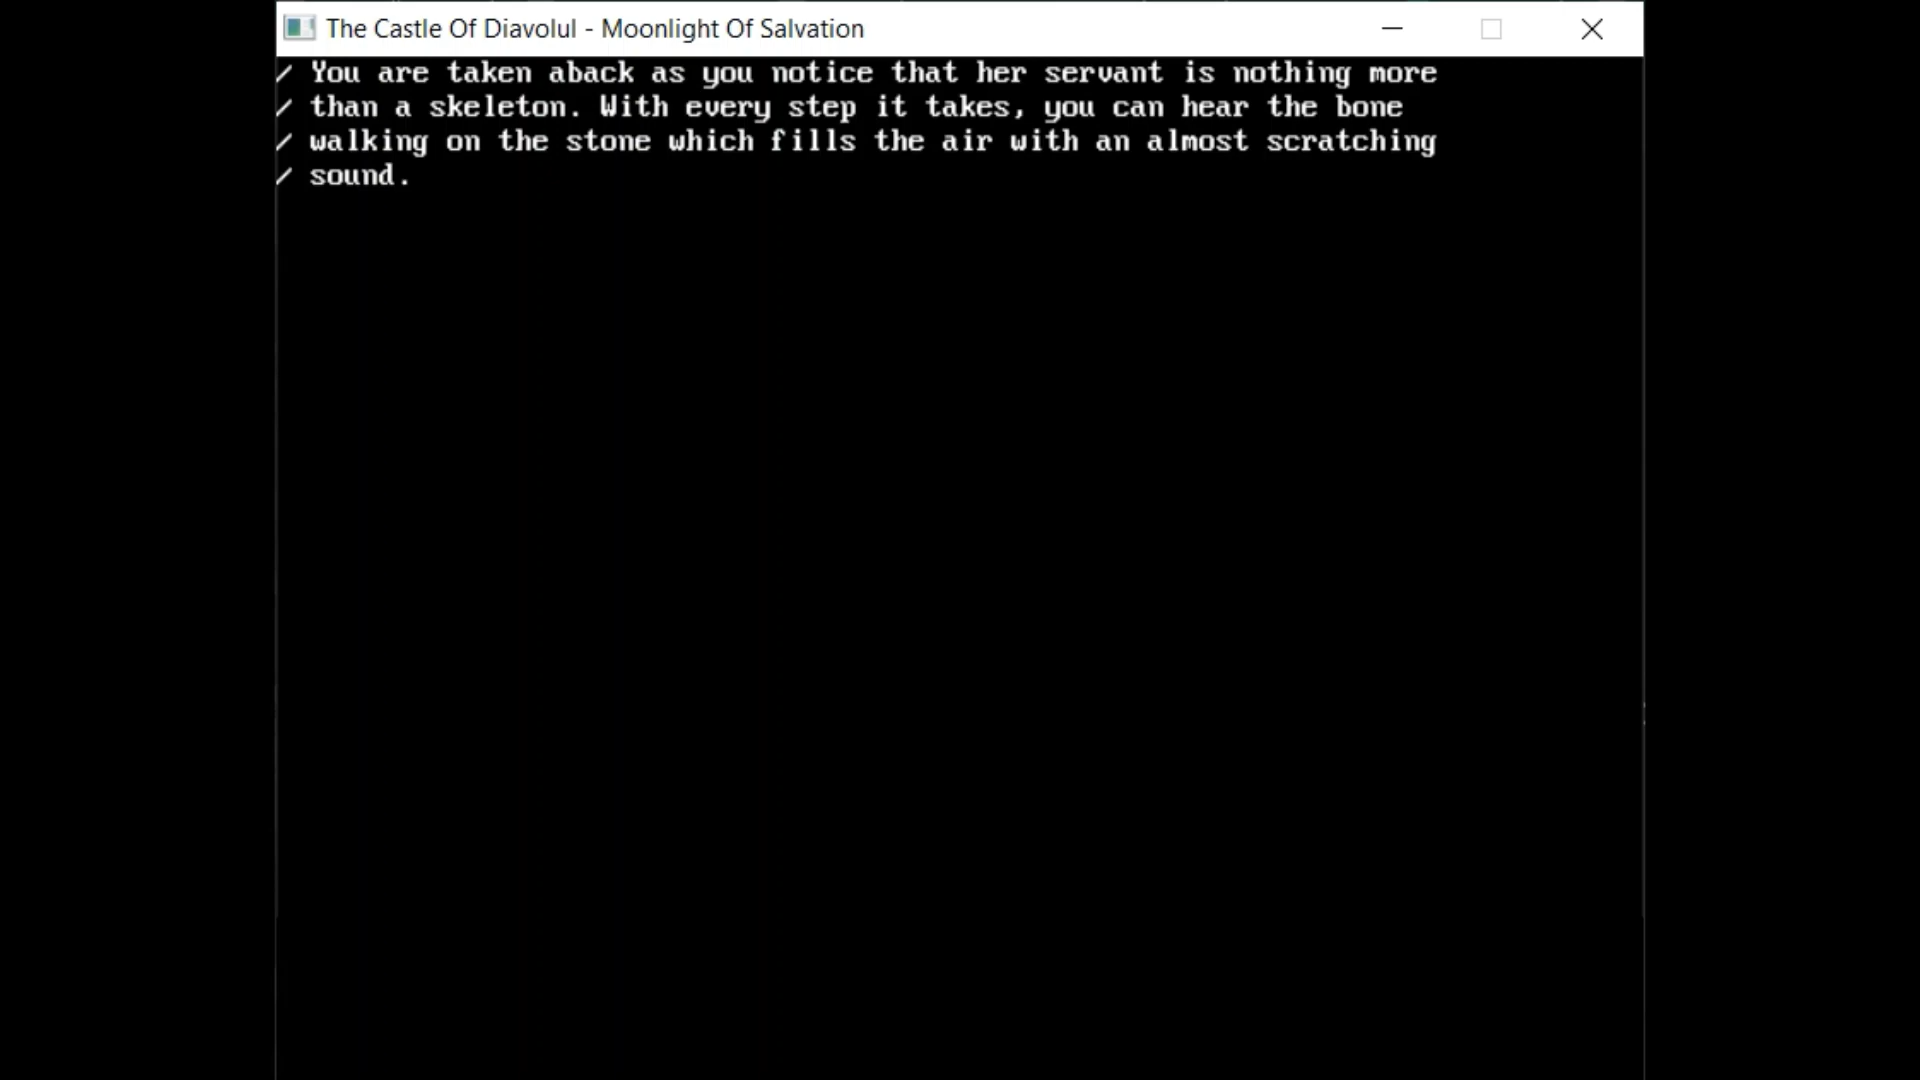 The Castle Of Diavolul - Moonlight Of Salvation
/ You are taken aback as you notice that her servant is nothing more
/ than a skeleton. With every step it takes, you can hear the bone
/ walking on the stone which fills the air with an almost scratching
/ sound.